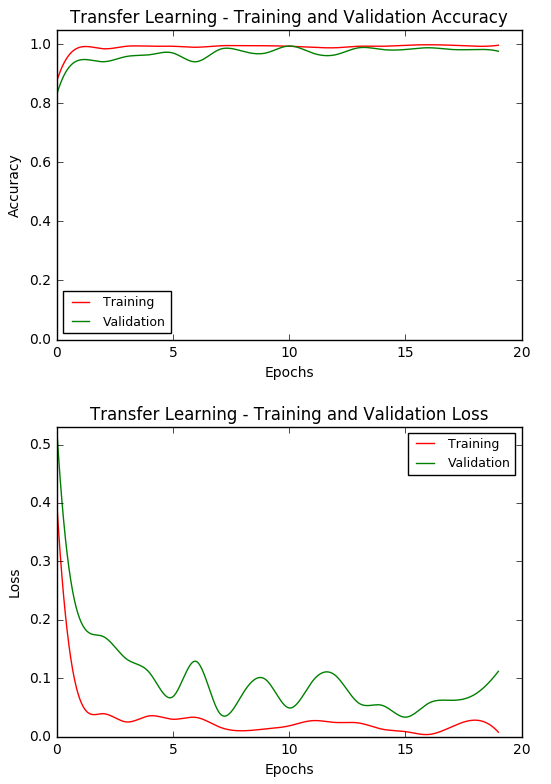 Transfer Learning - Training and Validation Accuracy
1.0
0.8
0.6
0.4
0.2
0.0
Accuracy
Training
Validation
0 5 10 15 20
Epochs
Transfer Learning - Training and Validation Loss
0.5
0.4
0.3
0.2
0.1
0.0
Loss
Training
Validation
0 5 10 15 20
Epochs